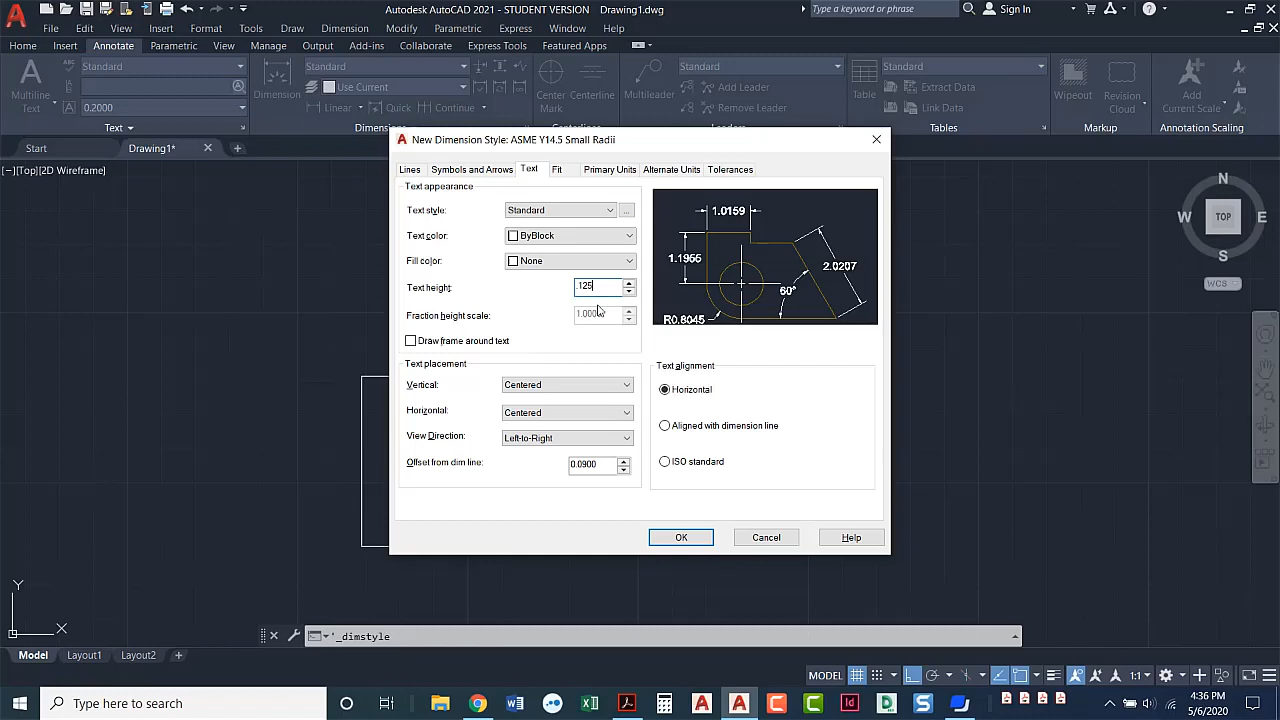 Autodesk AutoCAD 2021 - STUDENT VERSION Drawing1.dwg
Type a keyword or phrase
Sign In
File Edit View Insert Format Tools Draw Dimension Modify Parametric Express Window Help
Home Insert Annotate Parametric View Manage Output Add-ins Collaborate Express Tools Featured Apps
Multiline Text
Standard
0.2000
Text
Dimension
Standard
Use Current
Linear Quick Continue
Center Mark
Centerline
Multileader
Standard
Add Leader
Remove Leader
Table
Standard
Extract Data
Link Data
Tables
Wipeout
Revision Cloud
Markup
Add Current Scale
Annotation Scaling
Start
Drawing1*
[−][Top][2D Wireframe]
New Dimension Style: ASME Y14.5 Small Radii
Lines Symbols and Arrows Text Fit Primary Units Alternate Units Tolerances
Text appearance
Text style: Standard ...
Text color: ByBlock
Fill color: None
Text height: .125
Fraction height scale:
Draw frame around text
Text placement
Vertical: Centered
Horizontal: Centered
View Direction: Left-to-Right
Offset from dim line: 0.0900
1.0159
1.1955
2.0207
60°
R0.8045
Text alignment
Horizontal
Aligned with dimension line
ISO standard
OK Cancel Help
N
W TOP E
S
WCS
Y
X
'_dimstyle
Model Layout1 Layout2 +
MODEL
1:1
Type here to search
4:36 PM
5/6/2020